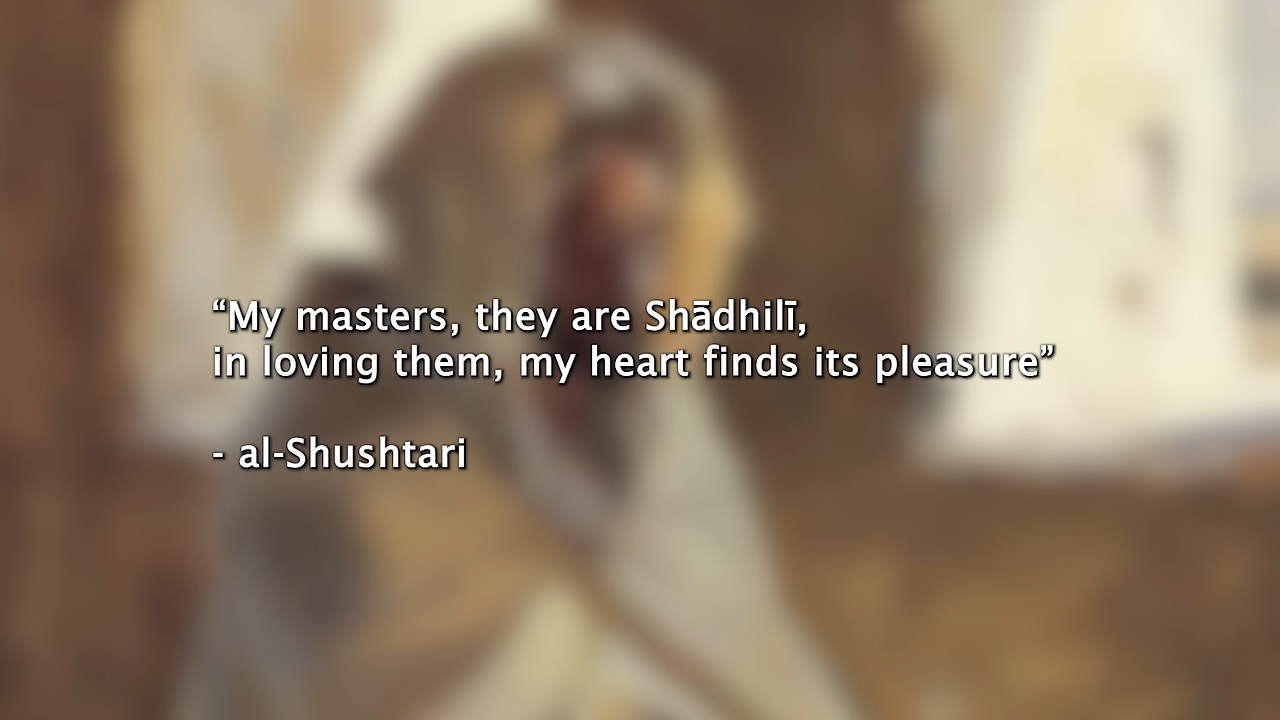 “My masters, they are Shādhilī,
in loving them, my heart finds its pleasure”
- al-Shushtari